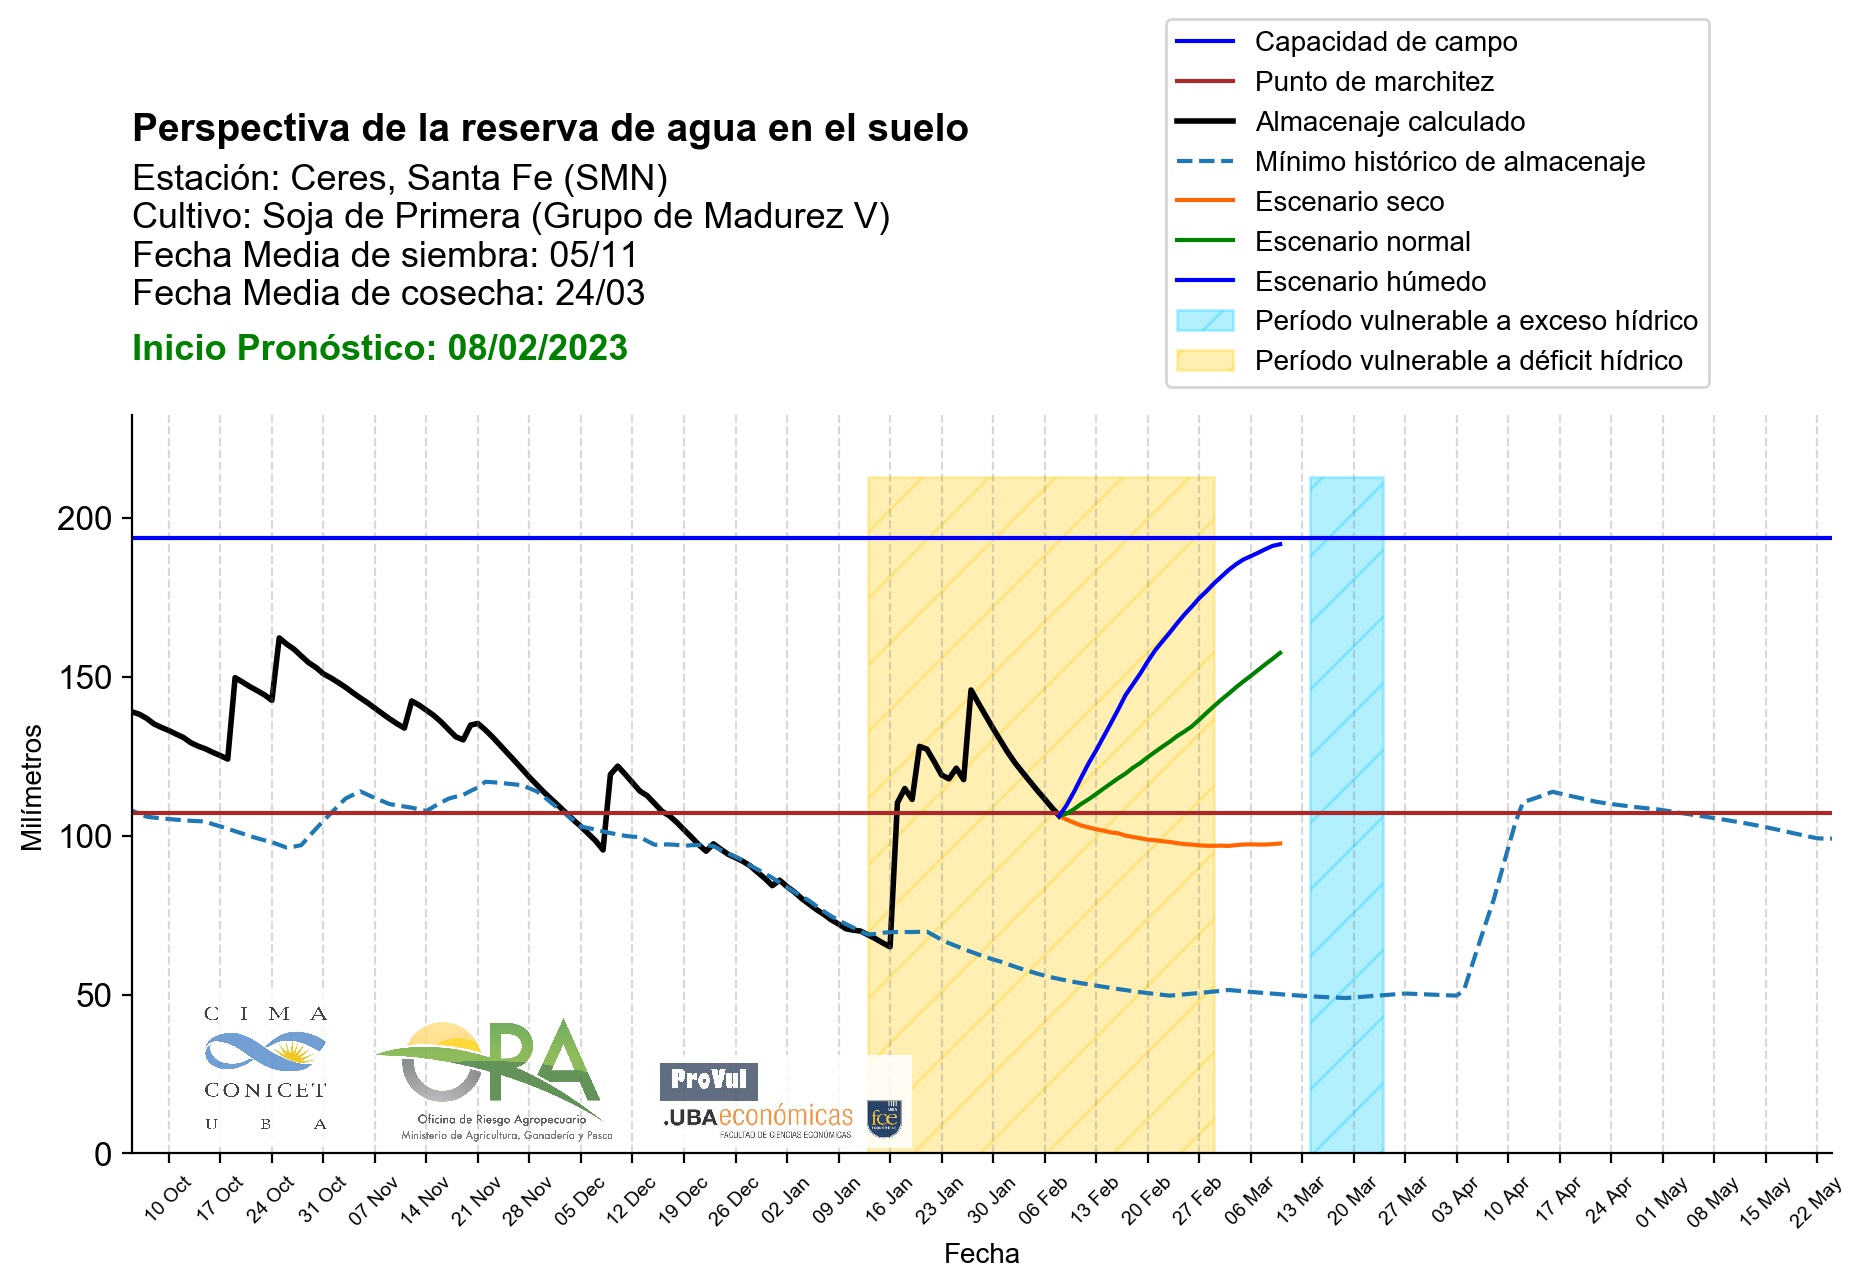 Capacidad de campo
Punto de marchitez
Almacenaje calculado
Mínimo histórico de almacenaje
Escenario seco
Escenario normal
Escenario húmedo
Período vulnerable a exceso hídrico
Período vulnerable a déficit hídrico
Perspectiva de la reserva de agua en el suelo
Estación: Ceres, Santa Fe (SMN)
Cultivo: Soja de Primera (Grupo de Madurez V)
Fecha Media de siembra: 05/11
Fecha Media de cosecha: 24/03
Inicio Pronóstico: 08/02/2023
200
150
100
50
0
Milímetros
CIMA
CONICET
UBA
ORA
Oficina de Riesgo Agropecuario
Ministerio de Agricultura, Ganadería y Pesca
ProVul
.UBAeconómicas
FACULTAD DE CIENCIAS ECONÓMICAS
UBA
fce
ECONÓMICAS
10 Oct 17 Oct 24 Oct 31 Oct 07 Nov 14 Nov 21 Nov 28 Nov 05 Dec 12 Dec 19 Dec 26 Dec 02 Jan 09 Jan 16 Jan 23 Jan 30 Jan 06 Feb 13 Feb 20 Feb 27 Feb 06 Mar 13 Mar 20 Mar 27 Mar 03 Apr 10 Apr 17 Apr 24 Apr 01 May 08 May 15 May 22 May
Fecha